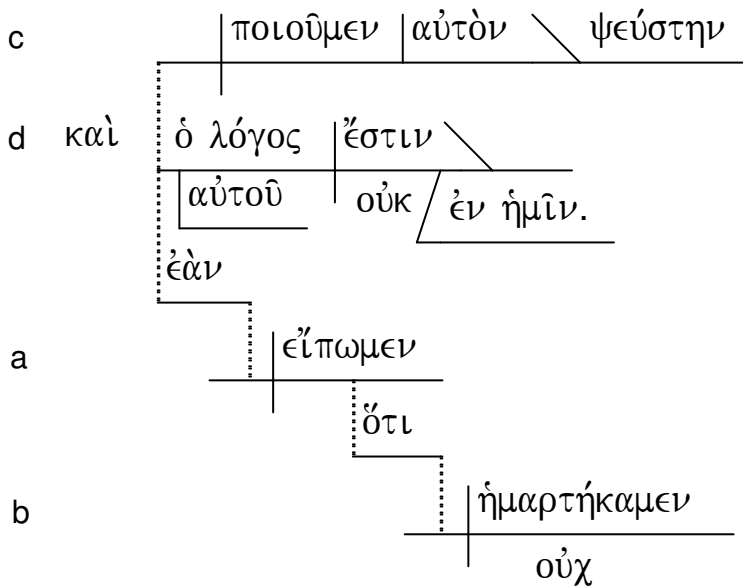 c ποιοῦμεν αὐτὸν ψεύστην
d καὶ ὁ λόγος ἔστιν
αὐτοῦ οὐκ ἐν ἡμῖν.
ἐὰν
a εἴπωμεν
ὅτι
b ἡμαρτήκαμεν
οὐχ